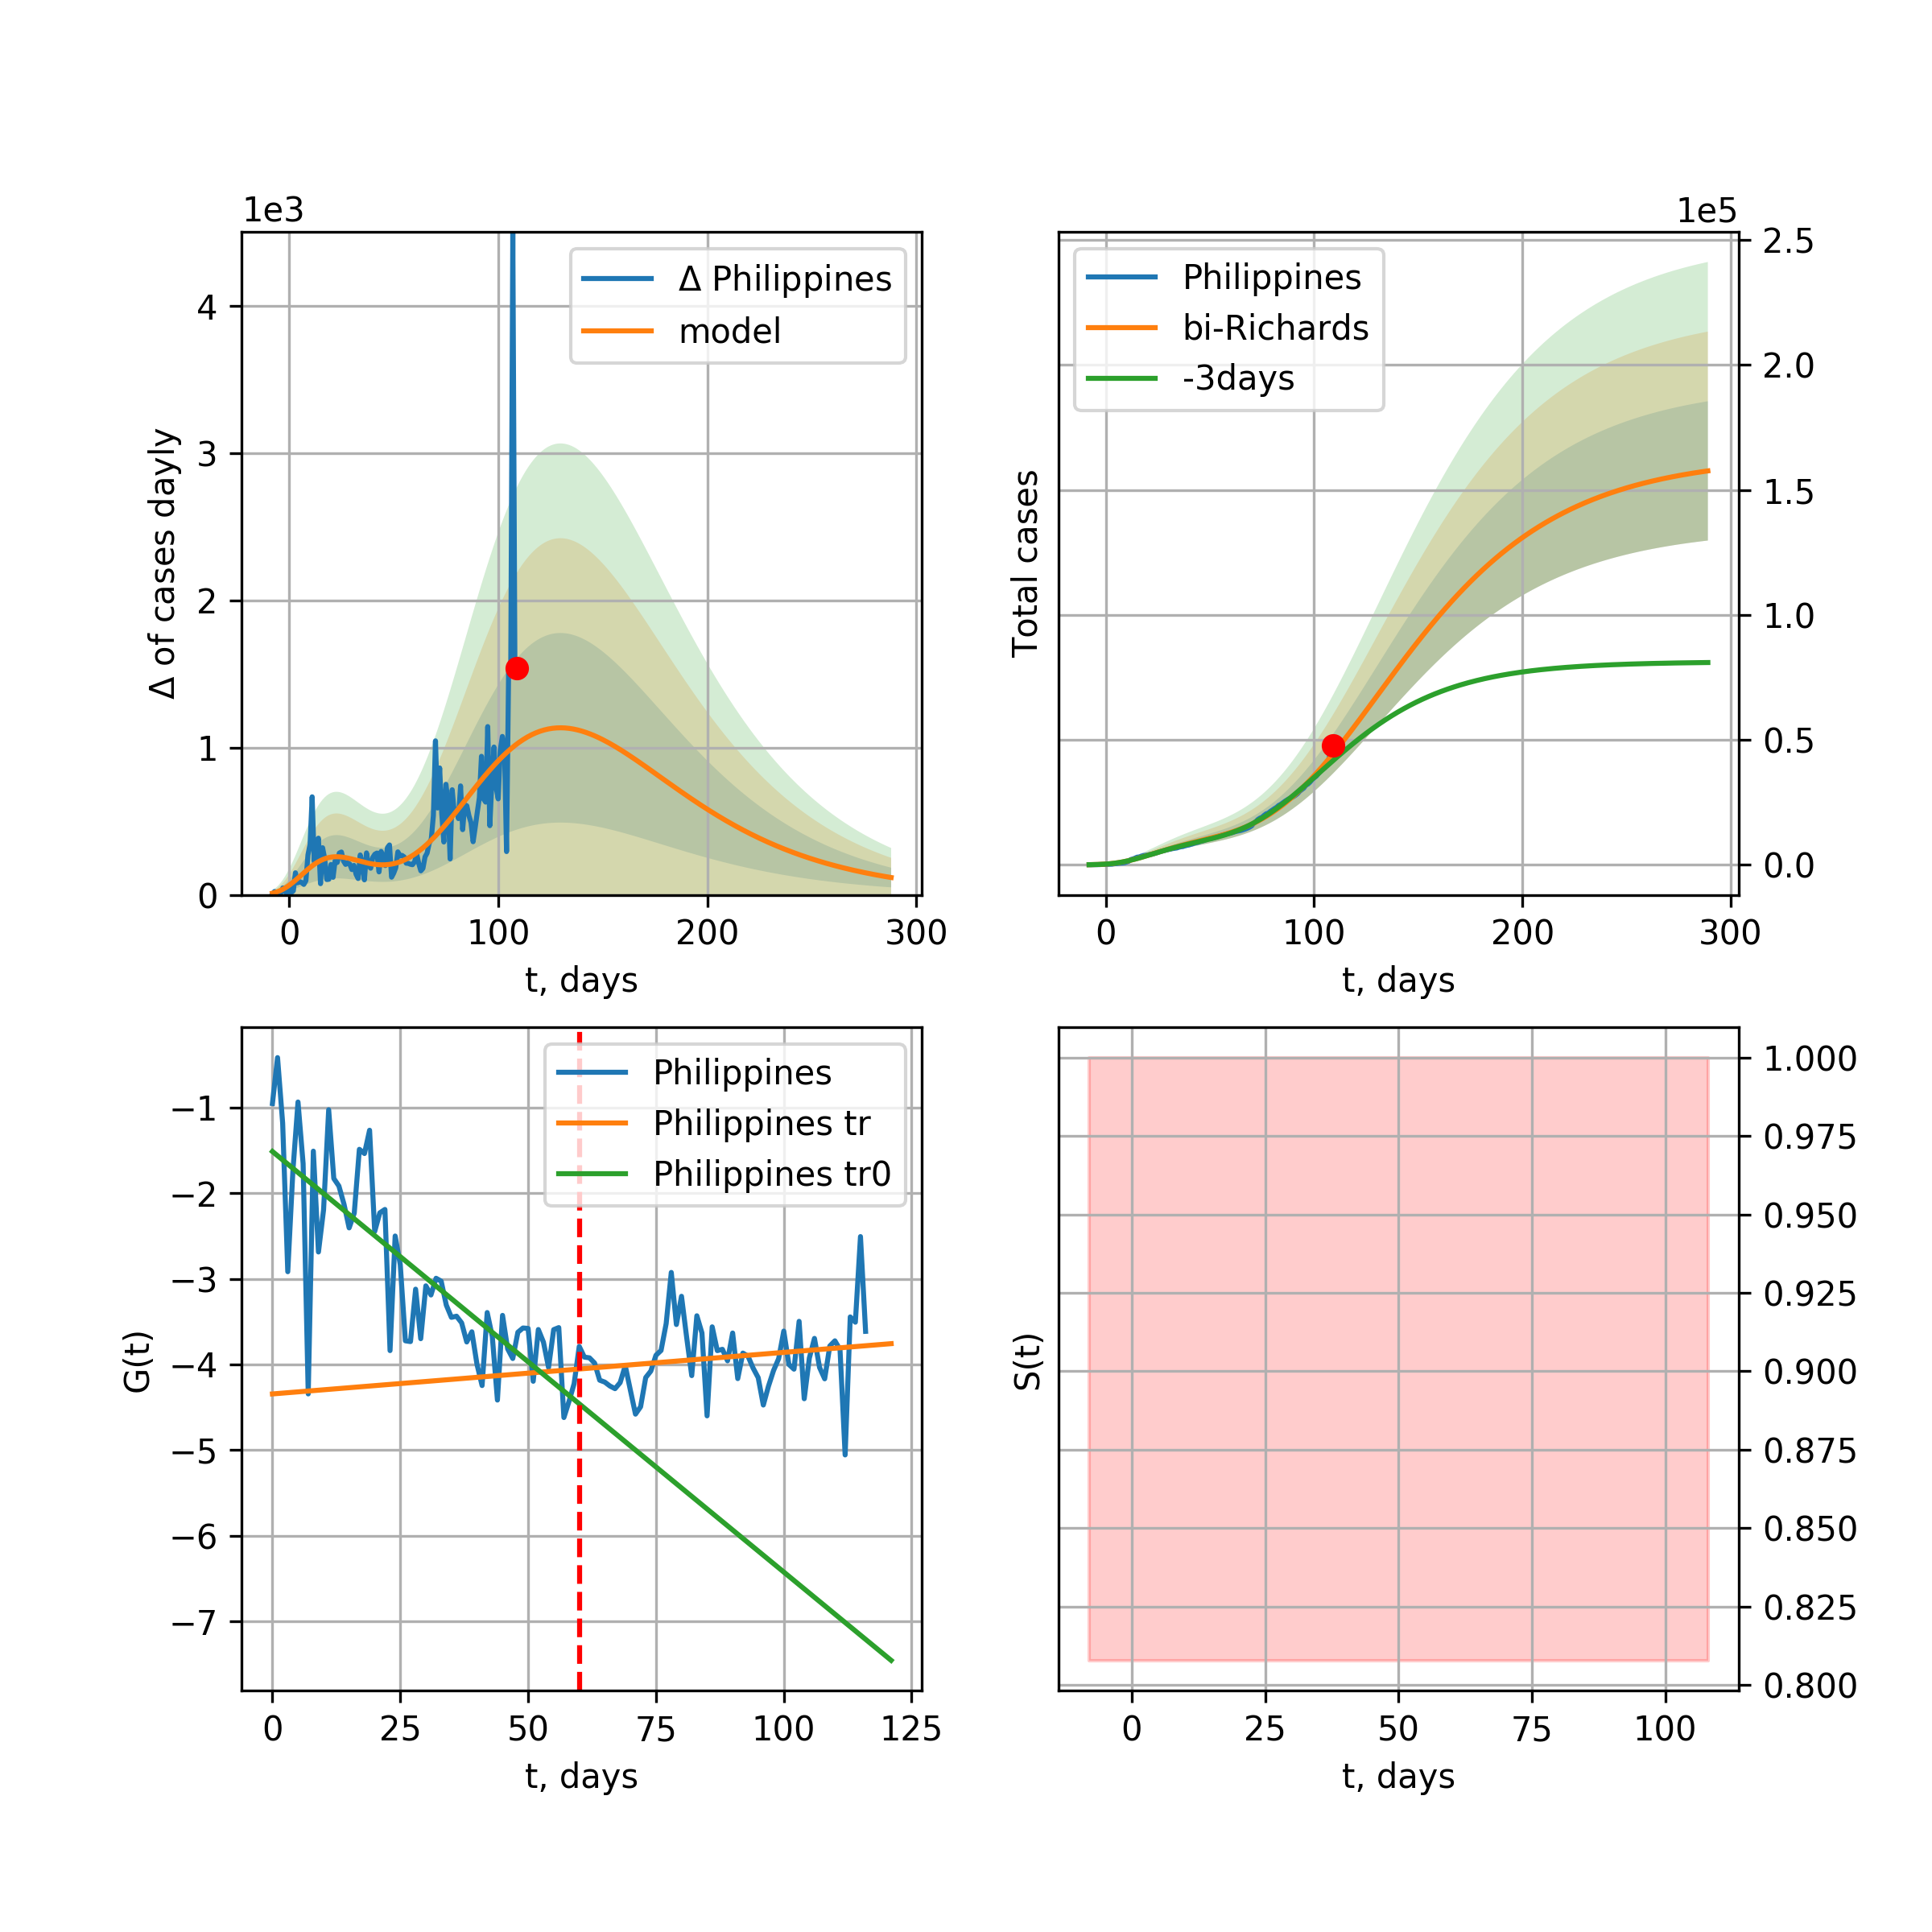 1e3
Δ Philippines
model
4
3
2
1
0
Δ of cases dayly
0 100 200 300
t, days
1e5
Philippines
bi-Richards
-3days
2.5
2.0
1.5
1.0
0.5
0.0
Total cases
0 100 200 300
t, days
Philippines
Philippines tr
Philippines tr0
−1
−2
−3
−4
−5
−6
−7
G(t)
0 25 50 75 100 125
t, days
1.000
0.975
0.950
0.925
0.900
0.875
0.850
0.825
0.800
S(t)
0 25 50 75 100
t, days